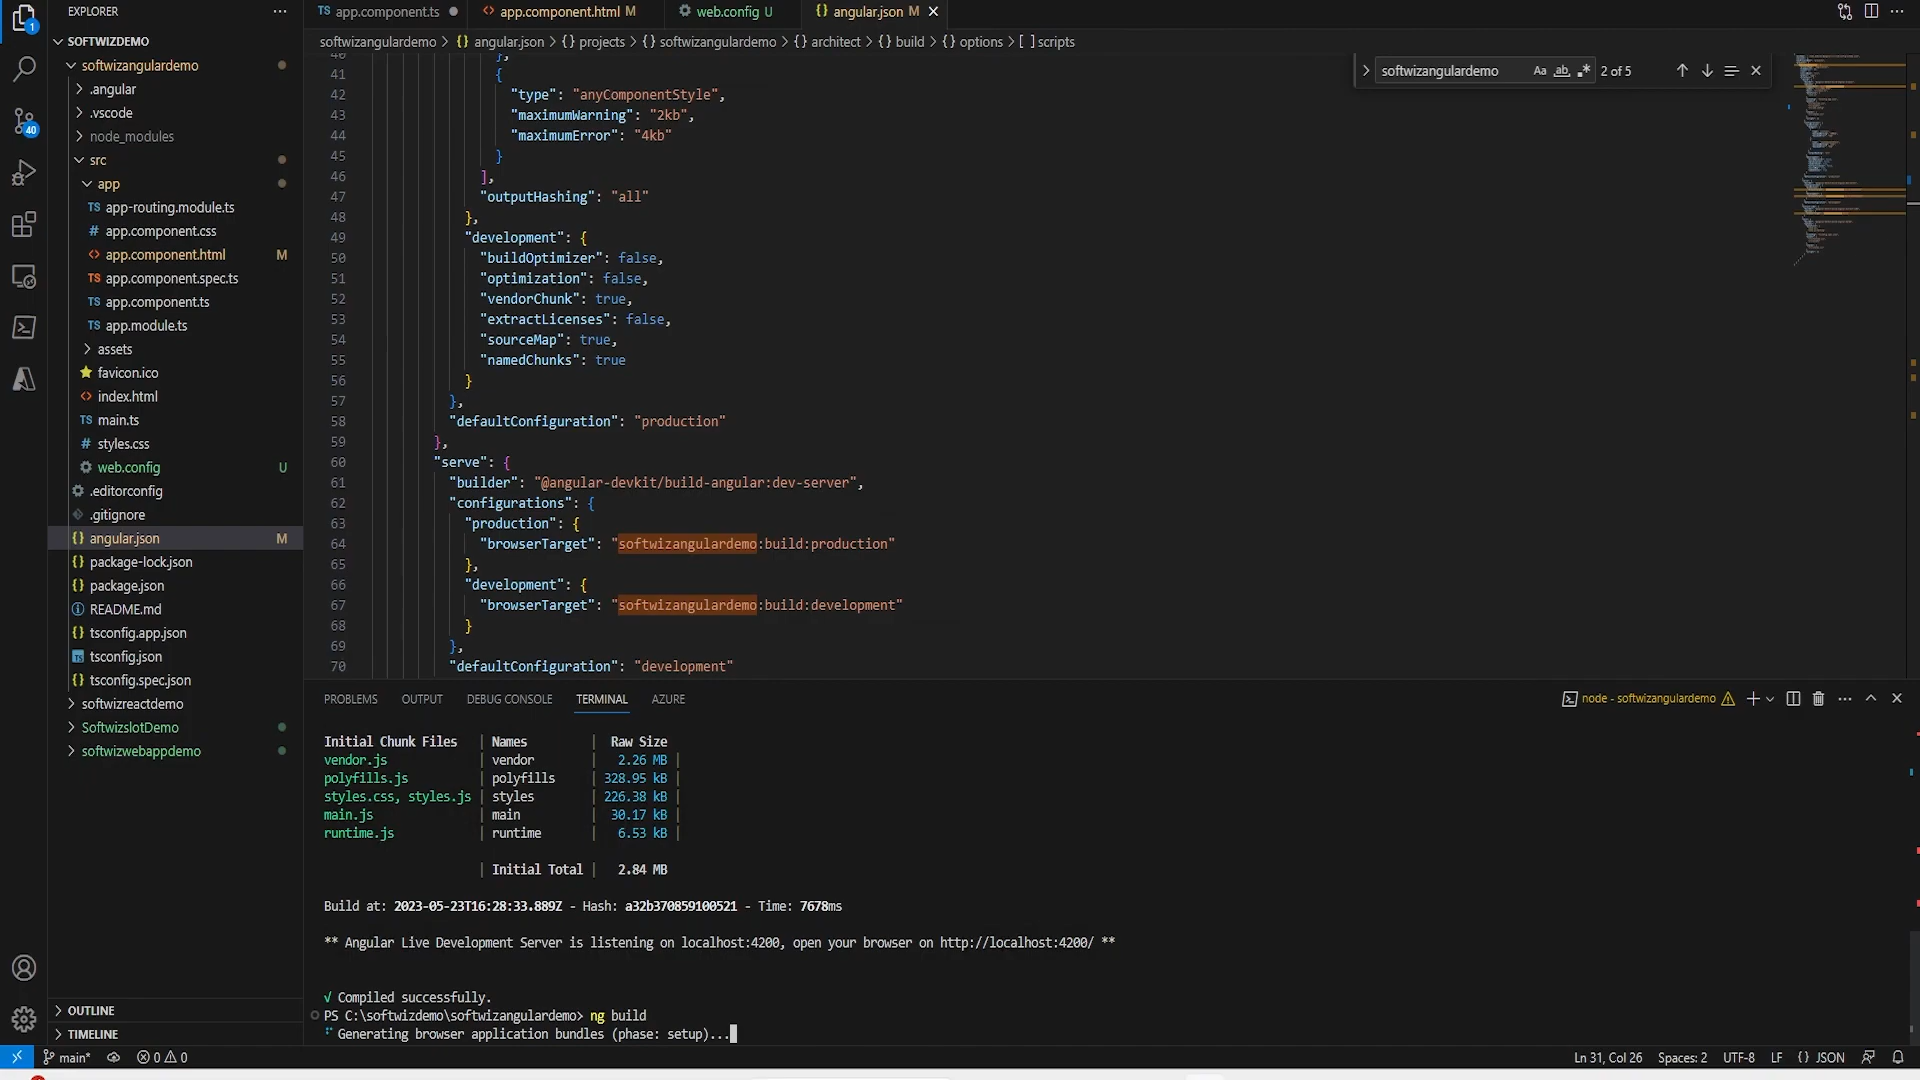 EXPLORER
TS app.component.ts
<> app.component.html M
web.config U
{} angular.json M
1
SOFTWIZDEMO
softwizangulardemo > {} angular.json > {} projects > {} softwizangulardemo > {} architect > {} build > {} options > [ ] scripts
softwizangulardemo Aa ab 2 of 5
softwizangulardemo
.angular
.vscode
node_modules
src
app
TS app-routing.module.ts
# app.component.css
<> app.component.html M
TS app.component.spec.ts
TS app.component.ts
TS app.module.ts
assets
favicon.ico
<> index.html
TS main.ts
# styles.css
web.config U
.editorconfig
.gitignore
{} angular.json M
{} package-lock.json
{} package.json
README.md
{} tsconfig.app.json
TS tsconfig.json
{} tsconfig.spec.json
softwizreactdemo
SoftwizslotDemo
softwizwebappdemo
OUTLINE
TIMELINE
40
40 },
41 {
42 "type": "anyComponentStyle",
43 "maximumWarning": "2kb",
44 "maximumError": "4kb"
45 }
46 ],
47 "outputHashing": "all"
48 },
49 "development": {
50 "buildOptimizer": false,
51 "optimization": false,
52 "vendorChunk": true,
53 "extractLicenses": false,
54 "sourceMap": true,
55 "namedChunks": true
56 }
57 },
58 "defaultConfiguration": "production"
59 },
60 "serve": {
61 "builder": "@angular-devkit/build-angular:dev-server",
62 "configurations": {
63 "production": {
64 "browserTarget": "softwizangulardemo:build:production"
65 },
66 "development": {
67 "browserTarget": "softwizangulardemo:build:development"
68 }
69 },
70 "defaultConfiguration": "development"
PROBLEMS OUTPUT DEBUG CONSOLE TERMINAL AZURE
node - softwizangulardemo
Initial Chunk Files | Names | Raw Size
vendor.js | vendor | 2.26 MB |
polyfills.js | polyfills | 328.95 kB |
styles.css, styles.js | styles | 226.38 kB |
main.js | main | 30.17 kB |
runtime.js | runtime | 6.53 kB |
| Initial Total | 2.84 MB
Build at: 2023-05-23T16:28:33.889Z - Hash: a32b370859100521 - Time: 7678ms
** Angular Live Development Server is listening on localhost:4200, open your browser on http://localhost:4200/ **
√ Compiled successfully.
PS C:\softwizdemo\softwizangulardemo> ng build
Generating browser application bundles (phase: setup)...
main* 0 0
Ln 31, Col 26 Spaces: 2 UTF-8 LF {} JSON